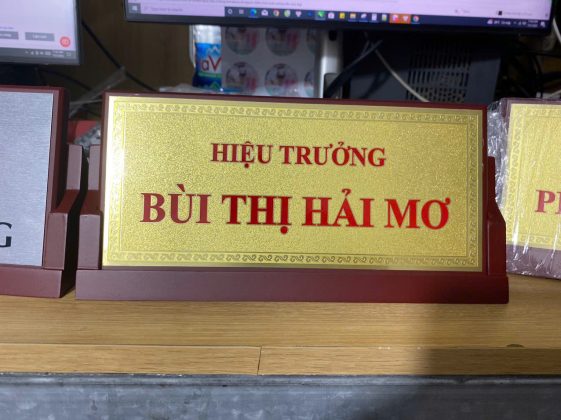 HIỆU TRƯỞNG
BÙI THỊ HẢI MƠ